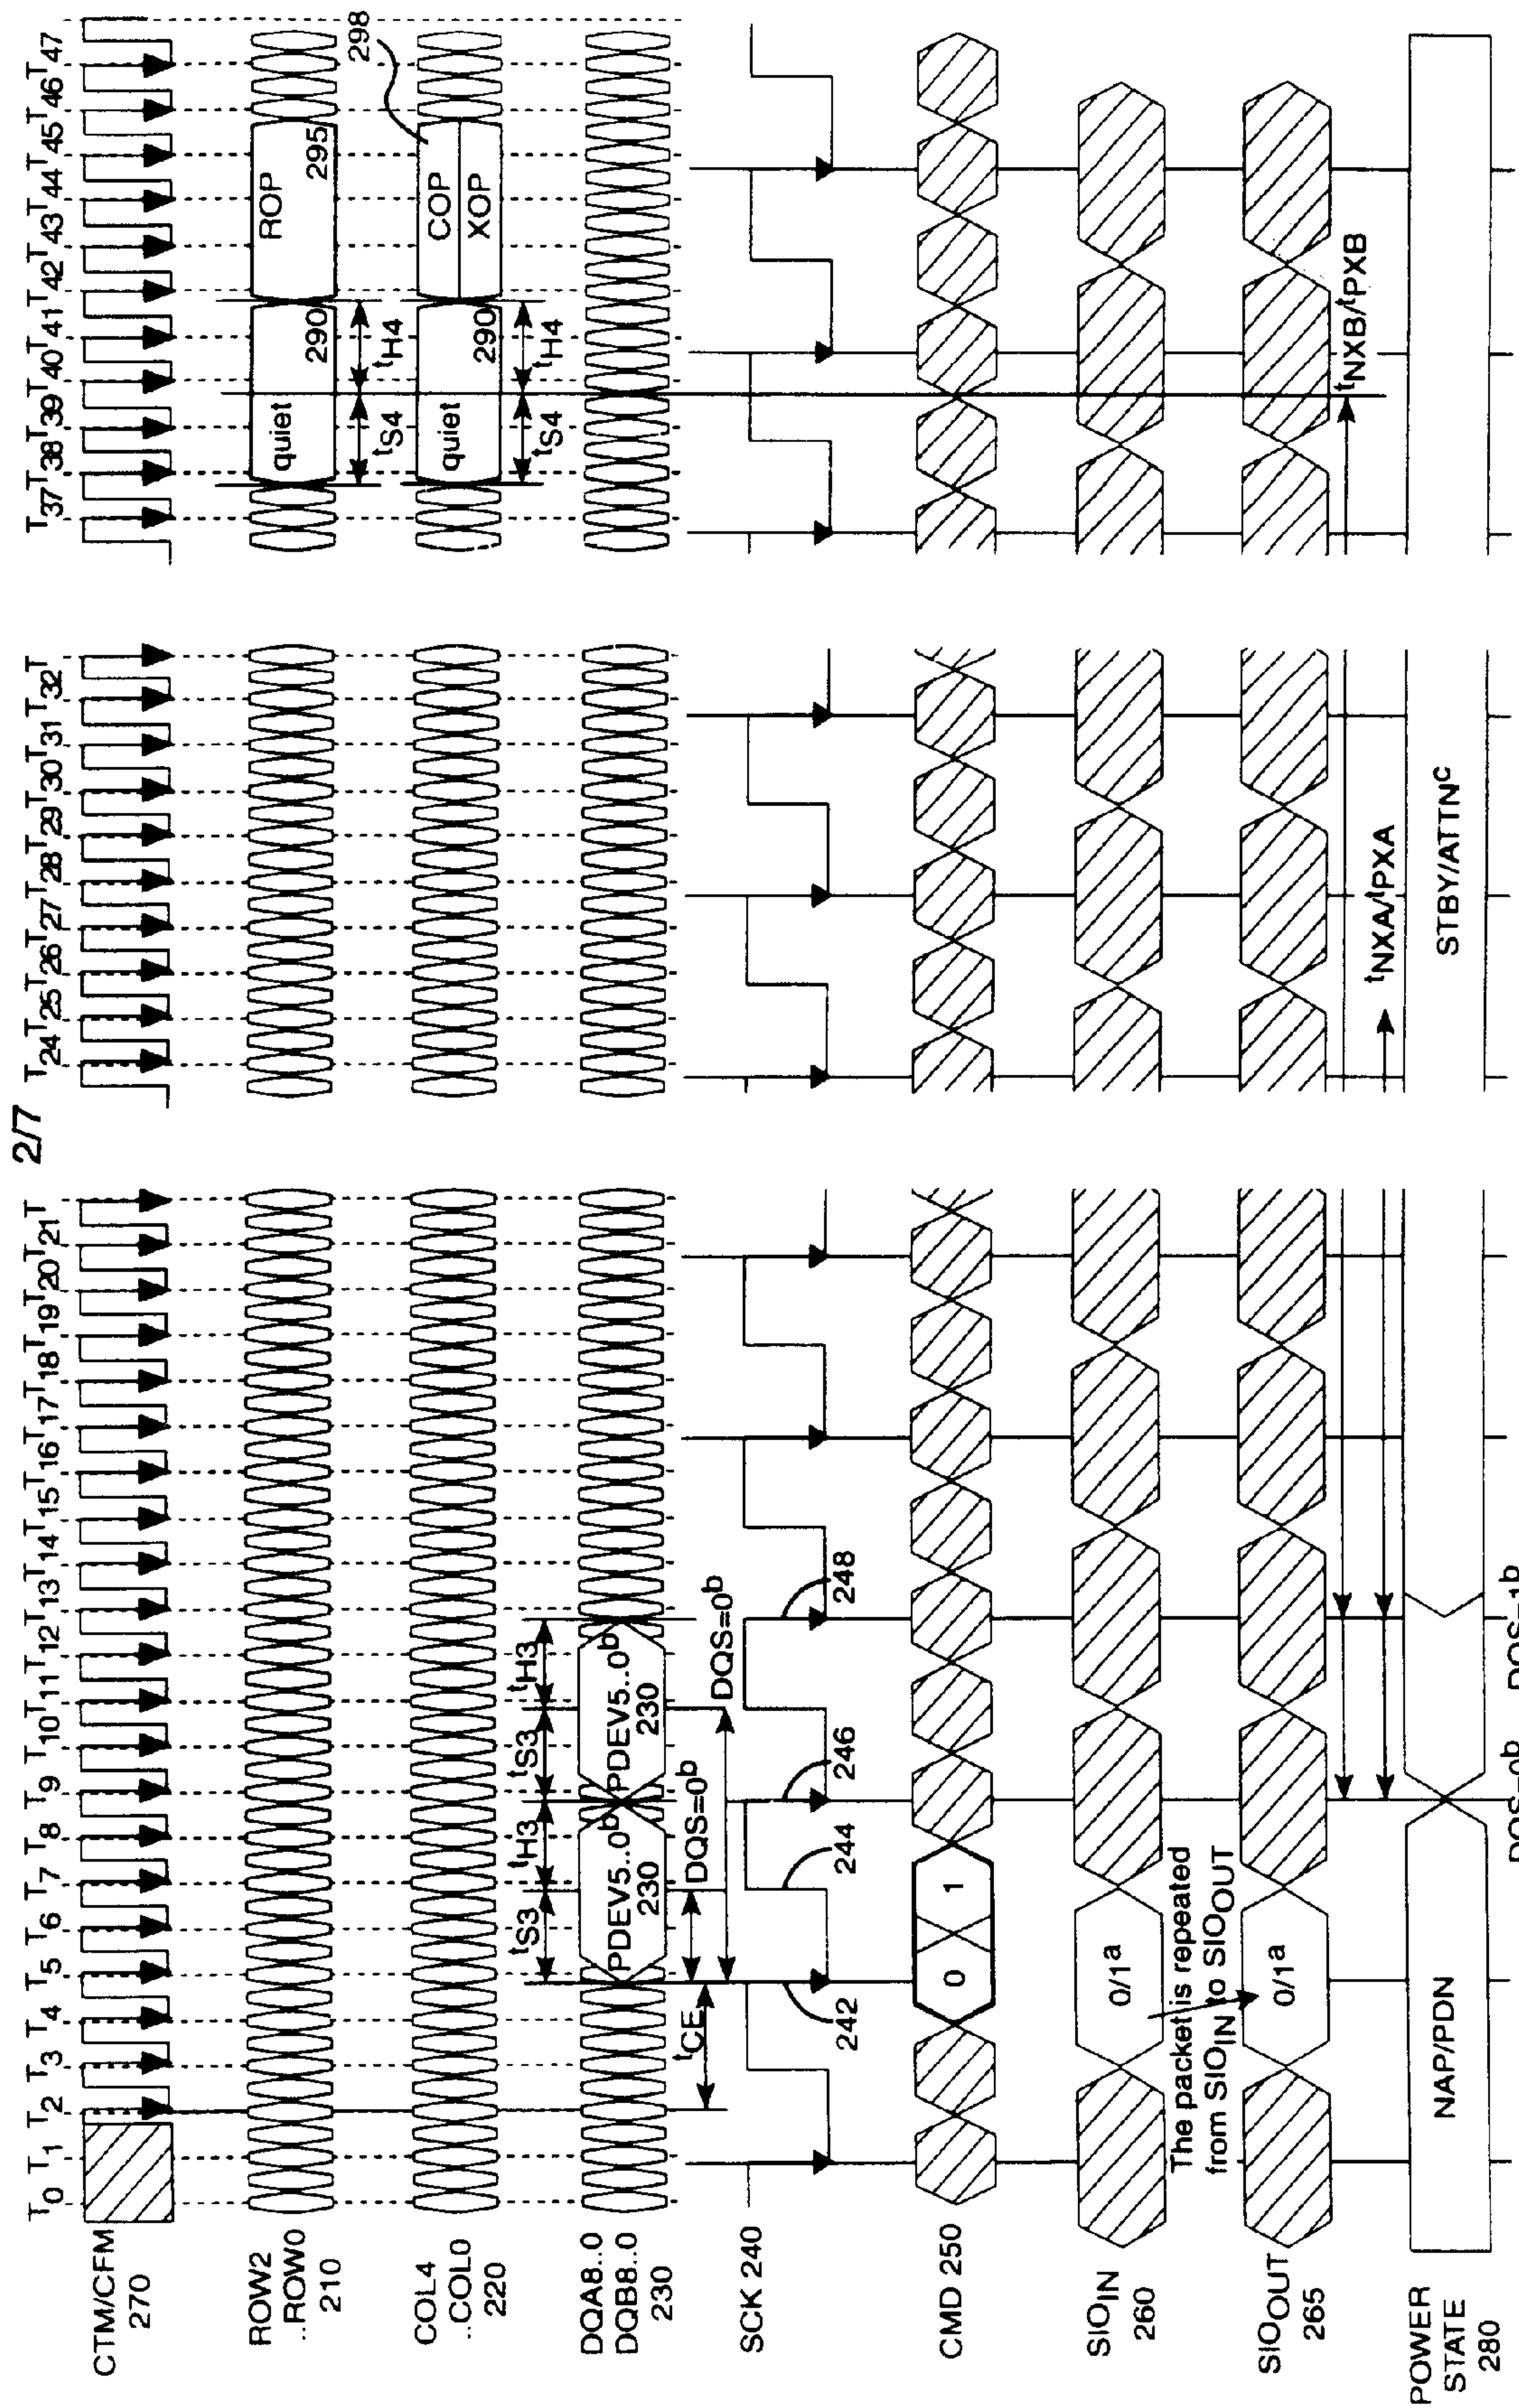 2/7
CTM/CFM
270
T0 T1 T2 T3 T4 T5 T6 T7 T8 T9 T10 T11 T12 T13 T14 T15 T16 T17 T18 T19 T20 T21 T
T24 T25 T26 T27 T28 T29 T30 T31 T32 T
T37 T38 T39 T40 T41 T42 T43 T44 T45 T46 T47
ROW2
..ROW0
210
quiet 290
ROP 295
tS4 tH4
COL4
..COL0
220
quiet 290
COP
XOP
298
tS4 tH4
tS3 tH3 tS3 tH3
DQA8..0
DQB8..0
230
PDEV5..0b
230
PDEV5..0b
230
tCE
DQS=0b
DQS=0b
SCK 240
242
244
246
248
CMD 250
0 1
SIOIN
260
0/1a
The packet is repeated
from SIOIN to SIOOUT
SIOOUT
265
0/1a
tNXA/tPXA
tNXB/tPXB
POWER
STATE
280
NAP/PDN
STBY/ATTNc
DQS=0b
DQS=1b